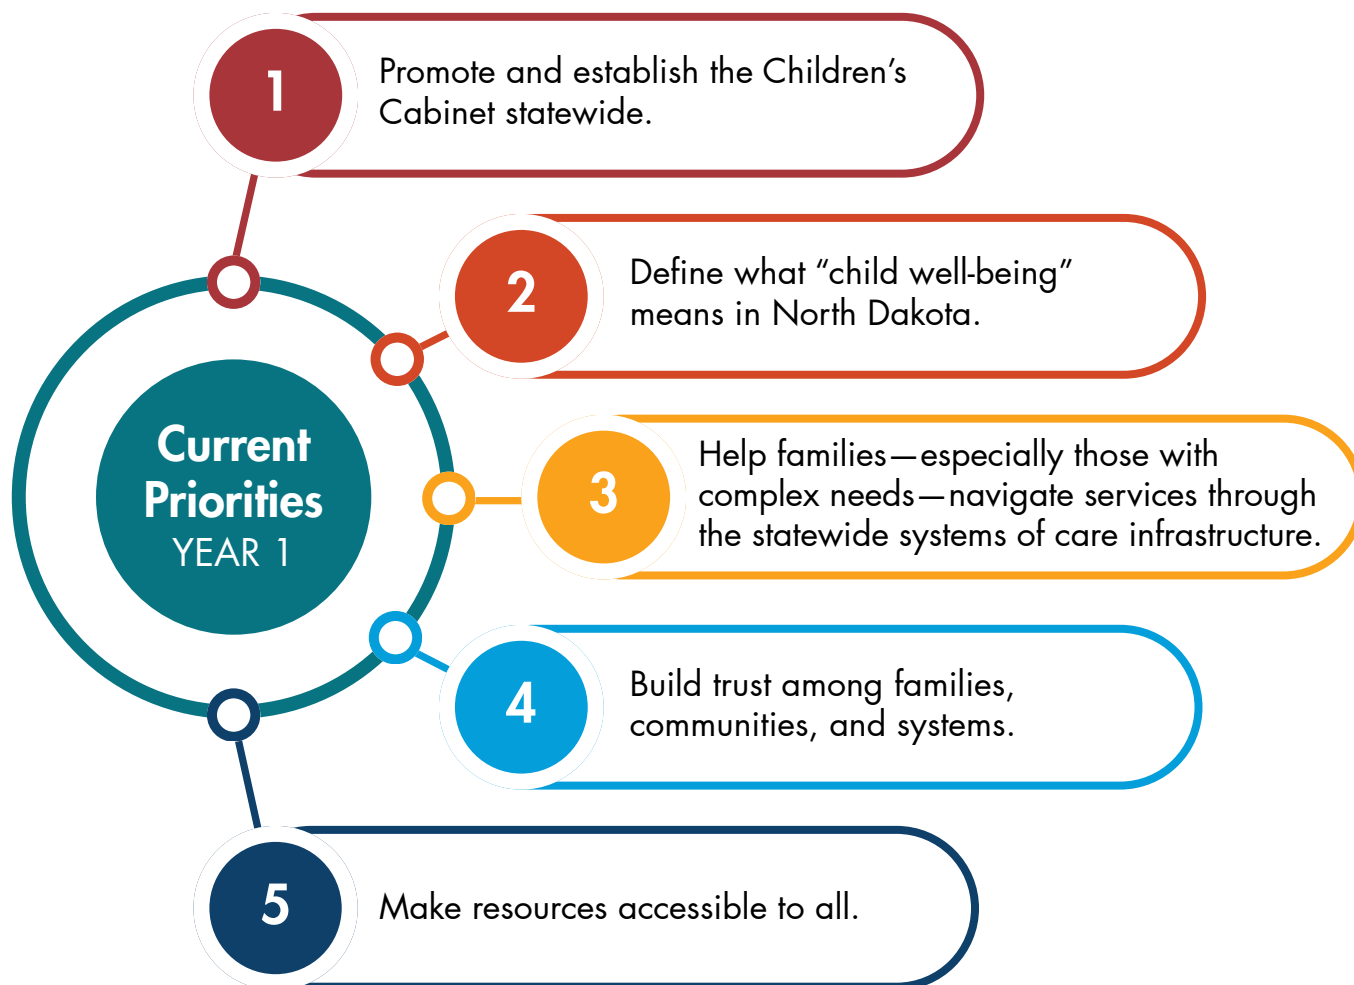 1
Promote and establish the Children’s
Cabinet statewide.
2
Define what “child well-being”
means in North Dakota.
Current
Priorities
YEAR 1
3
Help families—especially those with
complex needs—navigate services through
the statewide systems of care infrastructure.
4
Build trust among families,
communities, and systems.
5
Make resources accessible to all.